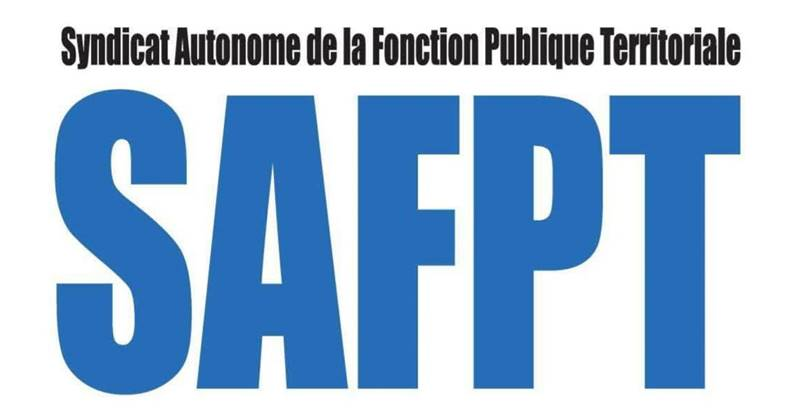 Syndicat Autonome de la Fonction Publique Territoriale
SAFPT